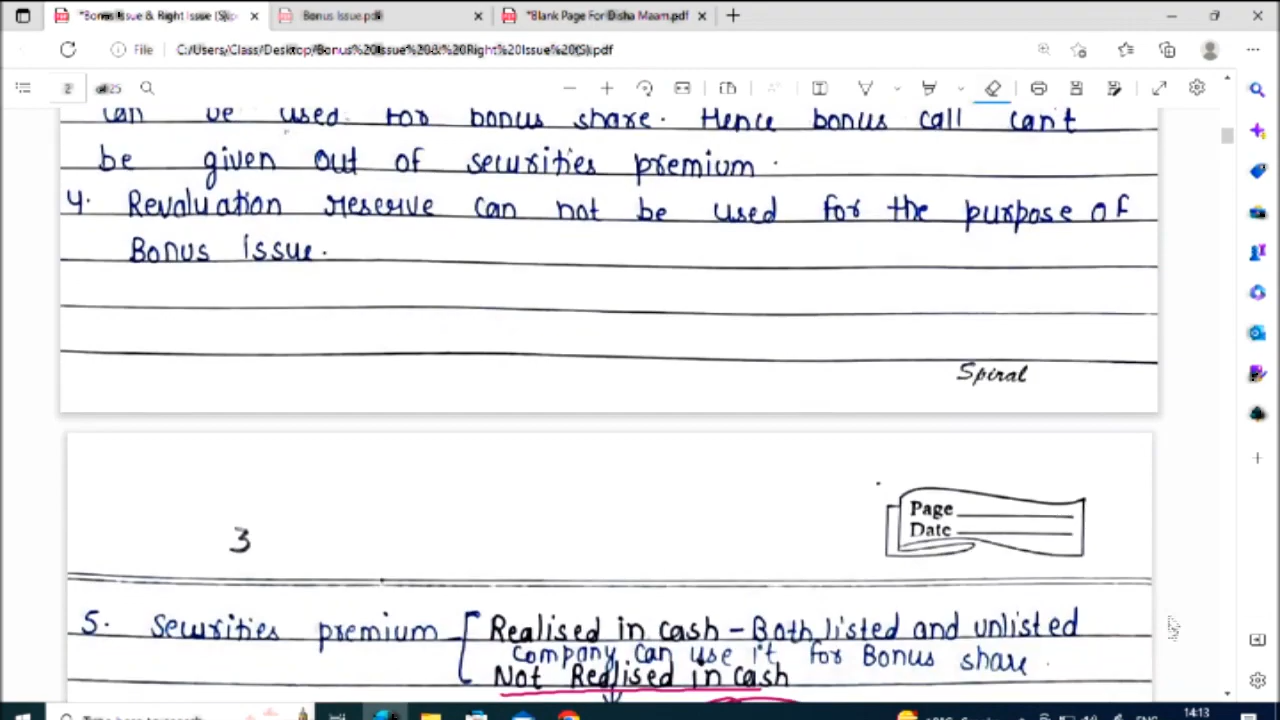 *Bonus Issue & Right Issue (S).p
Bonus Issue.pdf
*Blank Page For Disha Maam.pdf
File
C:/Users/Class/Desktop/Bonus%20Issue%20&%20Right%20Issue%20(S).pdf
2
of 25
can be used for bonus share. Hence bonus call can't
be given out of securities premium.
4. Revaluation reserve can not be used for the purpose of
Bonus issue.
Spiral
Page
Date
3
5. Securities premium
Realised in cash - Both listed and unlisted
company can use it for Bonus share.
Not Realised in cash
14:13